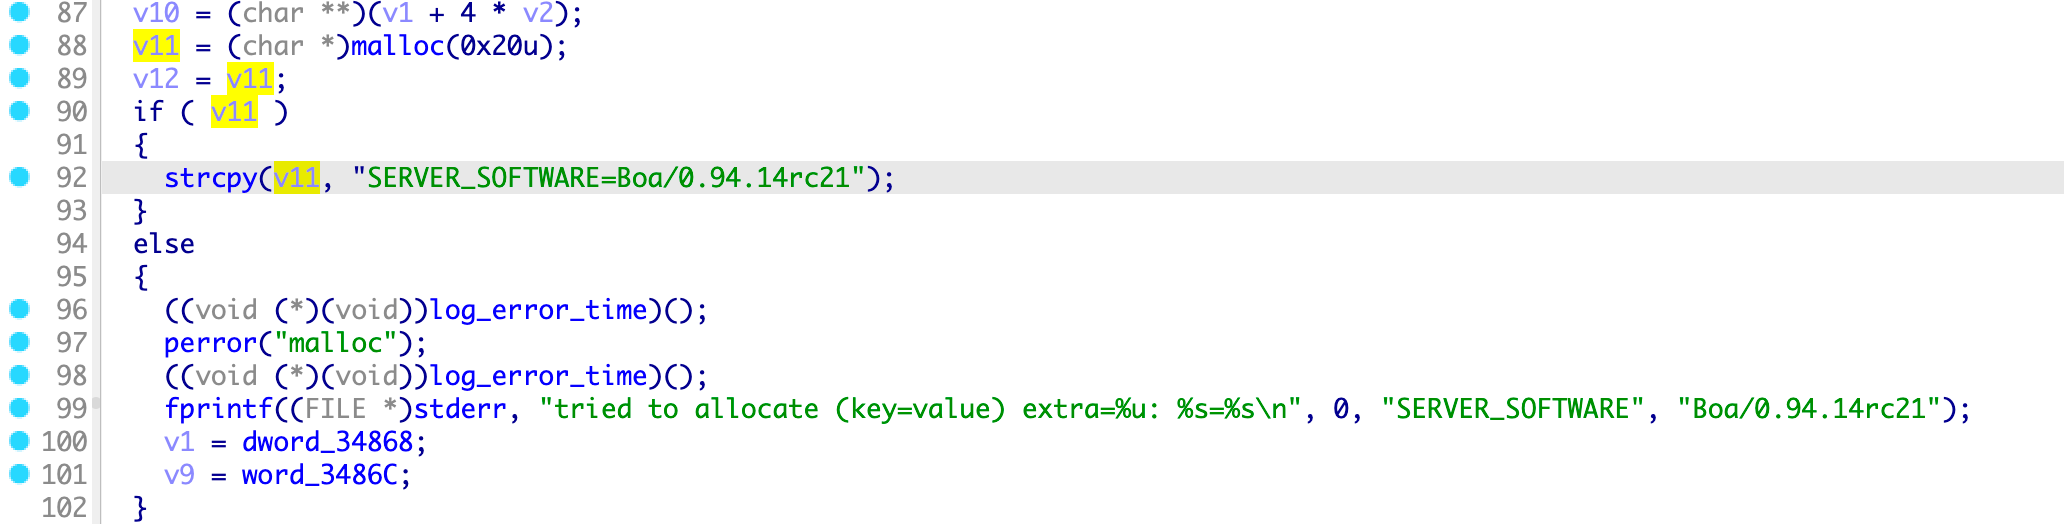 87 v10 = (char **)(v1 + 4 * v2);
88 v11 = (char *)malloc(0x20u);
89 v12 = v11;
90 if ( v11 )
91 {
92 strcpy(v11, "SERVER_SOFTWARE=Boa/0.94.14rc21");
93 }
94 else
95 {
96 ((void (*)(void))log_error_time)();
97 perror("malloc");
98 ((void (*)(void))log_error_time)();
99 fprintf((FILE *)stderr, "tried to allocate (key=value) extra=%u: %s=%s\n", 0, "SERVER_SOFTWARE", "Boa/0.94.14rc21");
100 v1 = dword_34868;
101 v9 = word_3486C;
102 }